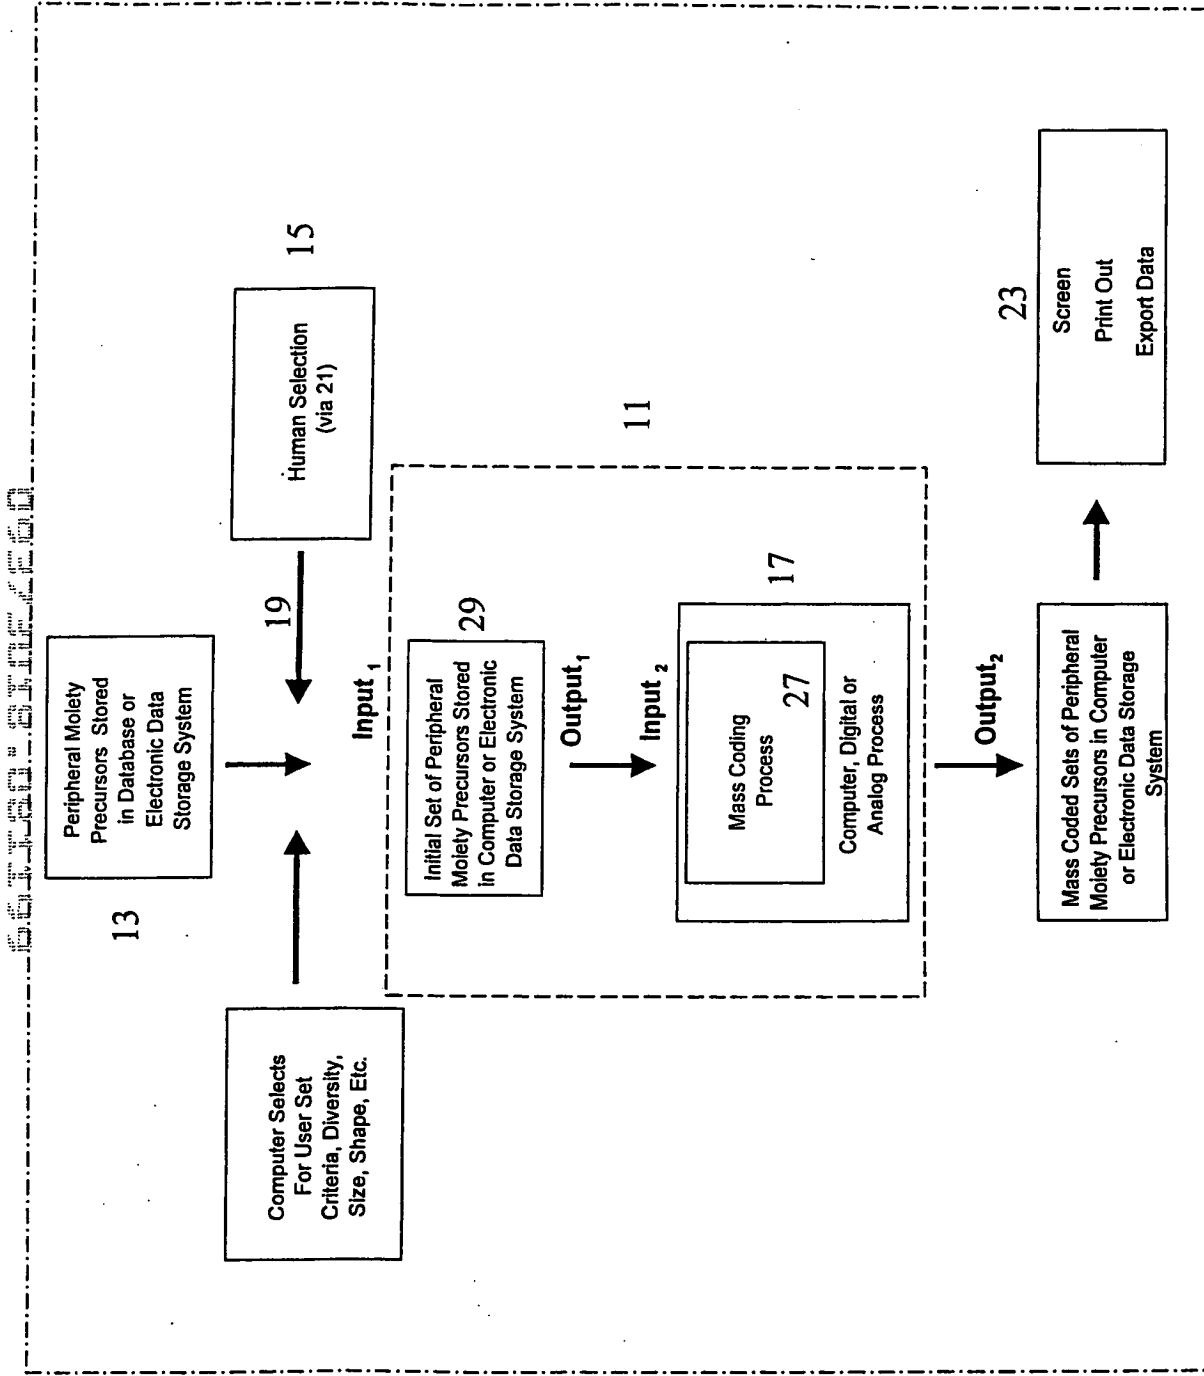 13
Peripheral Moiety
Precursors Stored
in Database or
Electronic Data
Storage System
Computer Selects
For User Set
Criteria, Diversity,
Size, Shape, Etc.
19
Human Selection
(via 21)
15
Input 1
Initial Set of Peripheral
Moiety Precursors Stored
in Computer or Electronic
Data Storage System
29
11
Output1
Input 2
Mass Coding
Process
27
Computer, Digital or
Analog Process
17
Output2
Mass Coded Sets of Peripheral
Moiety Precursors in Computer
or Electronic Data Storage
System
23
Screen
Print Out
Export Data